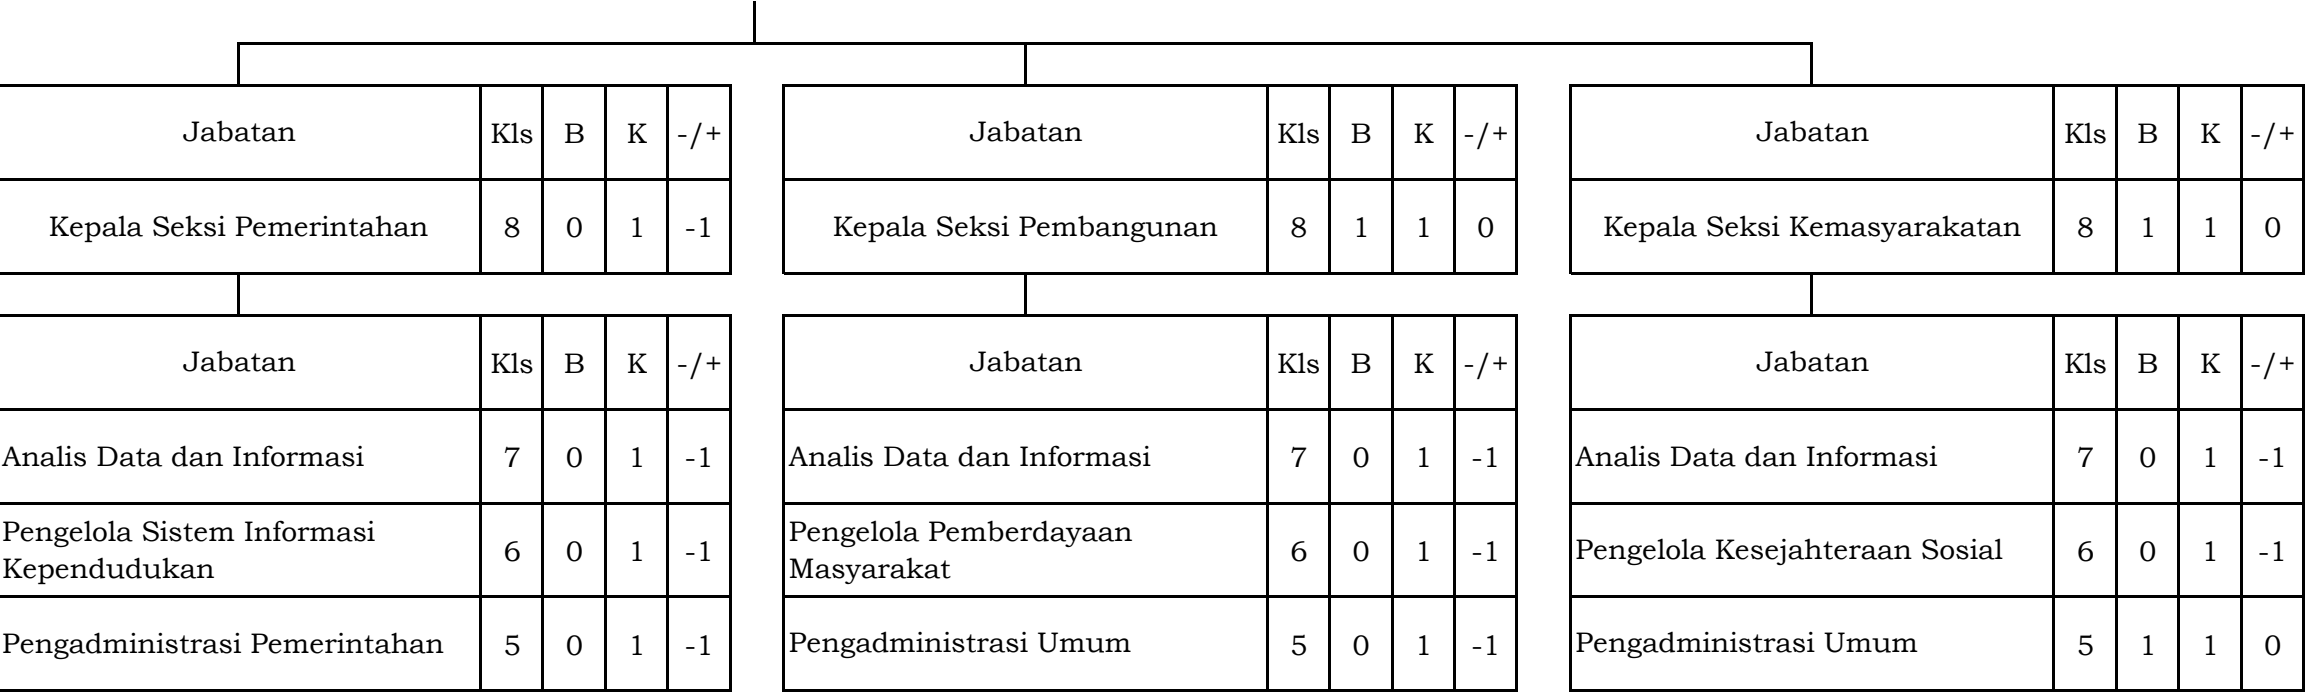 Jabatan Kls B K -/+
Kepala Seksi Pemerintahan 8 0 1 -1
Jabatan Kls B K -/+
Kepala Seksi Pembangunan 8 1 1 0
Jabatan Kls B K -/+
Kepala Seksi Kemasyarakatan 8 1 1 0
Jabatan Kls B K -/+
Analis Data dan Informasi 7 0 1 -1
Pengelola Sistem Informasi
Kependudukan 6 0 1 -1
Pengadministrasi Pemerintahan 5 0 1 -1
Jabatan Kls B K -/+
Analis Data dan Informasi 7 0 1 -1
Pengelola Pemberdayaan
Masyarakat 6 0 1 -1
Pengadministrasi Umum 5 0 1 -1
Jabatan Kls B K -/+
Analis Data dan Informasi 7 0 1 -1
Pengelola Kesejahteraan Sosial 6 0 1 -1
Pengadministrasi Umum 5 1 1 0